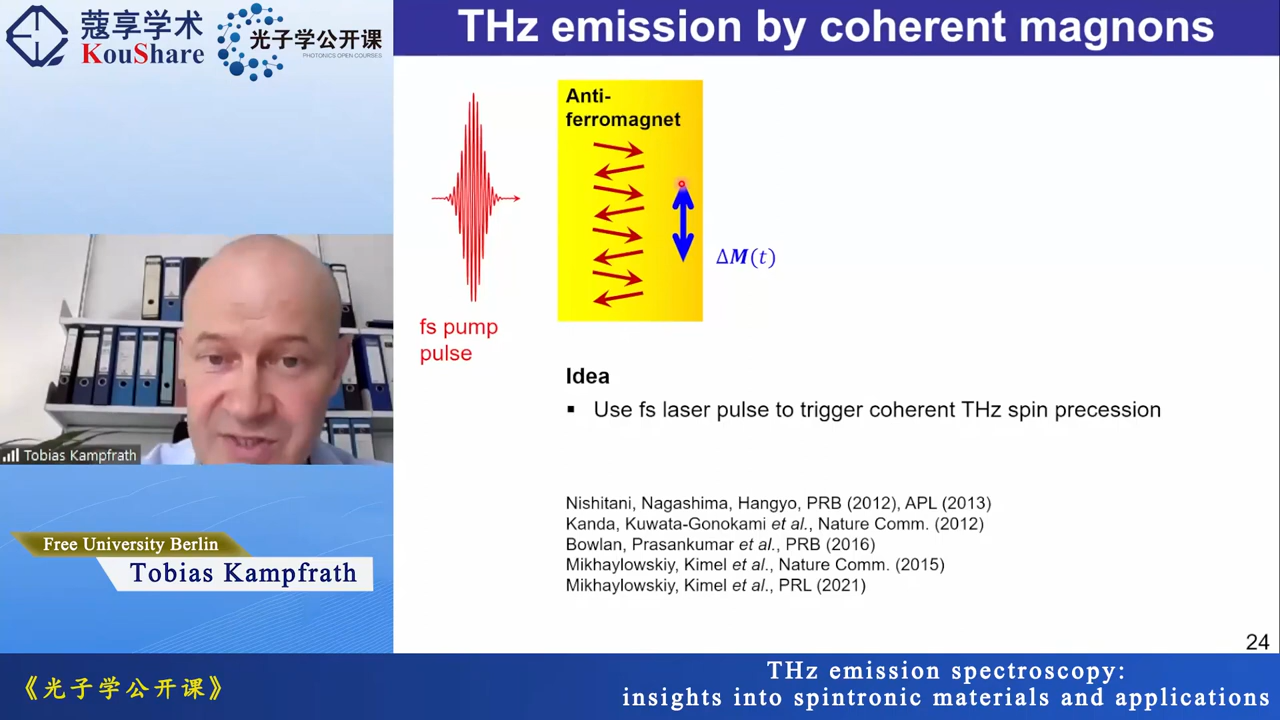 蔻享学术
KouShare
光子学公开课
PHOTONICS OPEN COURSES
THz emission by coherent magnons
Anti-
ferromagnet
ΔM(t)
fs pump
pulse
Idea
▪ Use fs laser pulse to trigger coherent THz spin precession
Nishitani, Nagashima, Hangyo, PRB (2012), APL (2013)
Kanda, Kuwata-Gonokami et al., Nature Comm. (2012)
Bowlan, Prasankumar et al., PRB (2016)
Mikhaylowskiy, Kimel et al., Nature Comm. (2015)
Mikhaylowskiy, Kimel et al., PRL (2021)
24
Tobias Kampfrath
Free University Berlin
Tobias Kampfrath
《光子学公开课》
THz emission spectroscopy:
insights into spintronic materials and applications